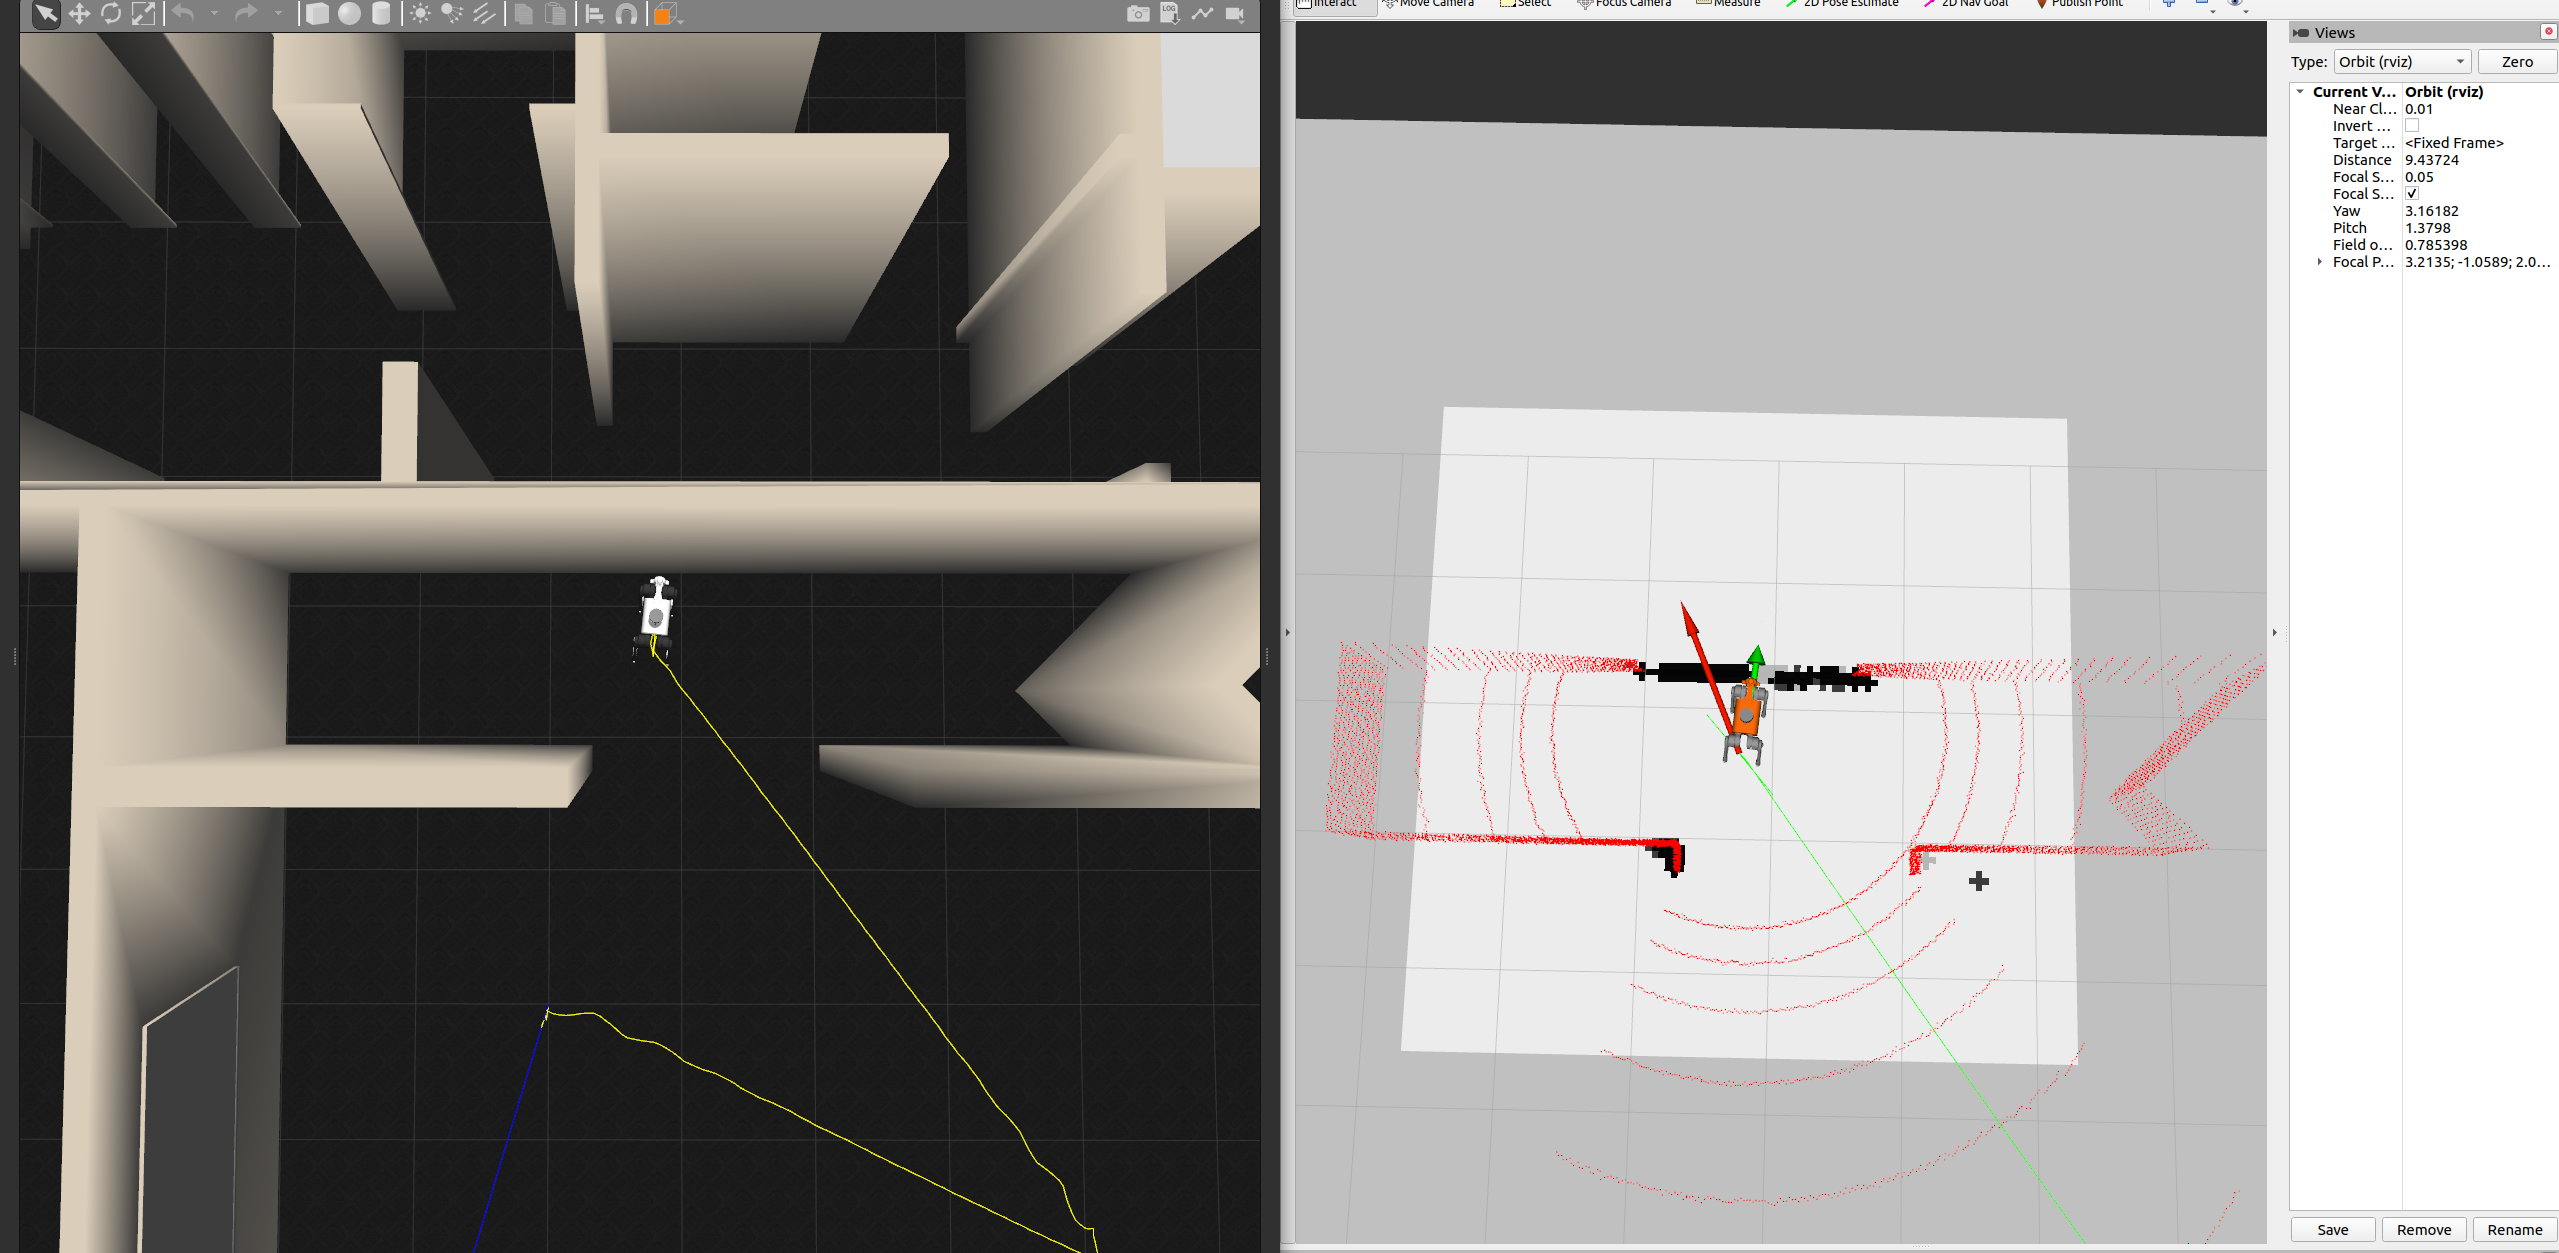 LOG
Interact Move Camera Select Focus Camera Measure 2D Pose Estimate 2D Nav Goal Publish Point
Views
Type: Orbit (rviz) Zero
Current V... Orbit (rviz)
Near Cl... 0.01
Invert ...
Target ... <Fixed Frame>
Distance 9.43724
Focal S... 0.05
Focal S...
Yaw 3.16182
Pitch 1.3798
Field o... 0.785398
Focal P... 3.2135; -1.0589; 2.0...
Save Remove Rename